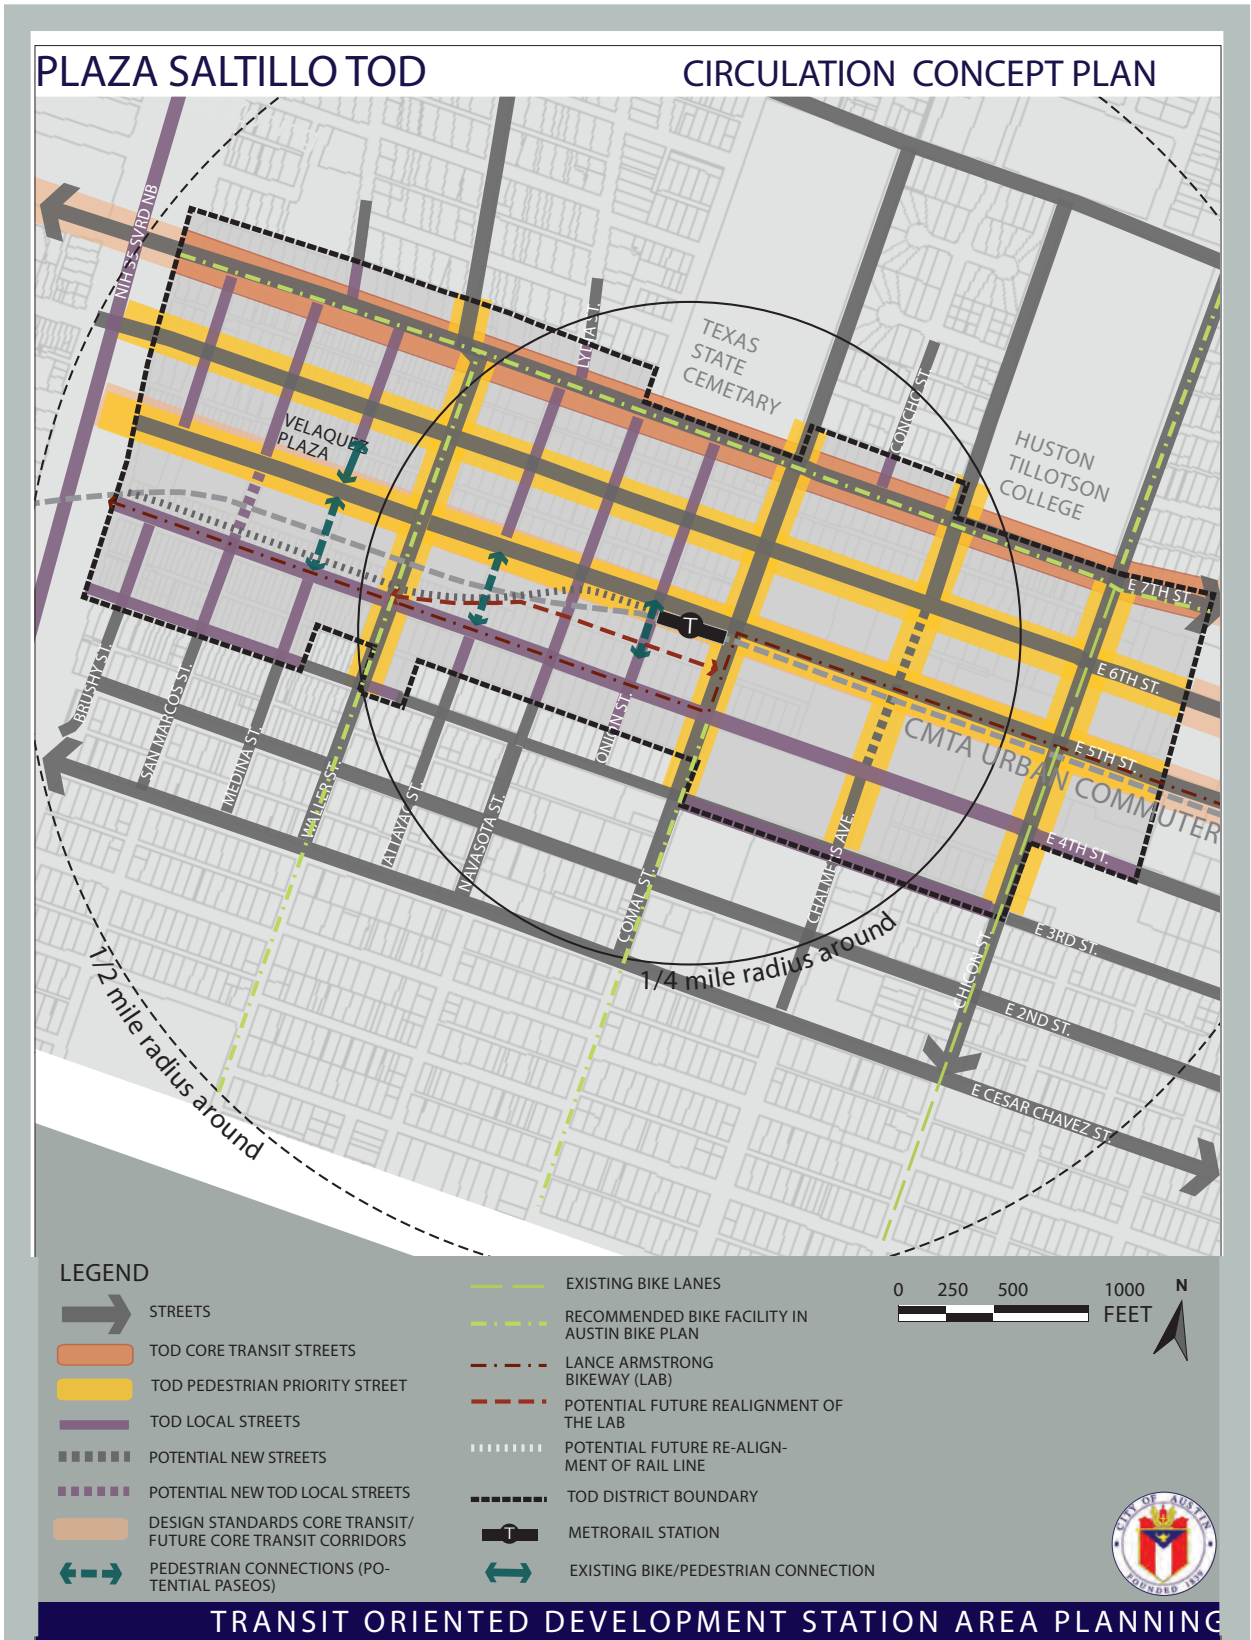 PLAZA SALTILLO TOD
CIRCULATION CONCEPT PLAN
NIH 35 SVRD NB
LYDIA ST.
TEXAS
STATE
CEMETARY
CONCHO ST.
HUSTON
TILLOTSON
COLLEGE
VELAQUEZ
PLAZA
E 7TH ST.
T
E 6TH ST.
BRUSHY ST.
SAN MARCOS ST.
MEDINA ST.
WALLER ST.
ATTAYAC ST.
NAVASOTA ST.
ONION ST.
COMAL ST.
CHALMERS AVE.
CHICON ST.
CMTA URBAN COMMUTER
E 5TH ST.
E 4TH ST.
E 3RD ST.
E 2ND ST.
E CESAR CHAVEZ ST.
1/4 mile radius around
1/2 mile radius around
LEGEND
STREETS
TOD CORE TRANSIT STREETS
TOD PEDESTRIAN PRIORITY STREET
TOD LOCAL STREETS
POTENTIAL NEW STREETS
POTENTIAL NEW TOD LOCAL STREETS
DESIGN STANDARDS CORE TRANSIT/
FUTURE CORE TRANSIT CORRIDORS
PEDESTRIAN CONNECTIONS (PO-
TENTIAL PASEOS)
EXISTING BIKE LANES
RECOMMENDED BIKE FACILITY IN
AUSTIN BIKE PLAN
LANCE ARMSTRONG
BIKEWAY (LAB)
POTENTIAL FUTURE REALIGNMENT OF
THE LAB
POTENTIAL FUTURE RE-ALIGN-
MENT OF RAIL LINE
TOD DISTRICT BOUNDARY
T
METRORAIL STATION
EXISTING BIKE/PEDESTRIAN CONNECTION
0 250 500 1000
FEET
N
CITY OF AUSTIN
FOUNDED 1839
TRANSIT ORIENTED DEVELOPMENT STATION AREA PLANNING